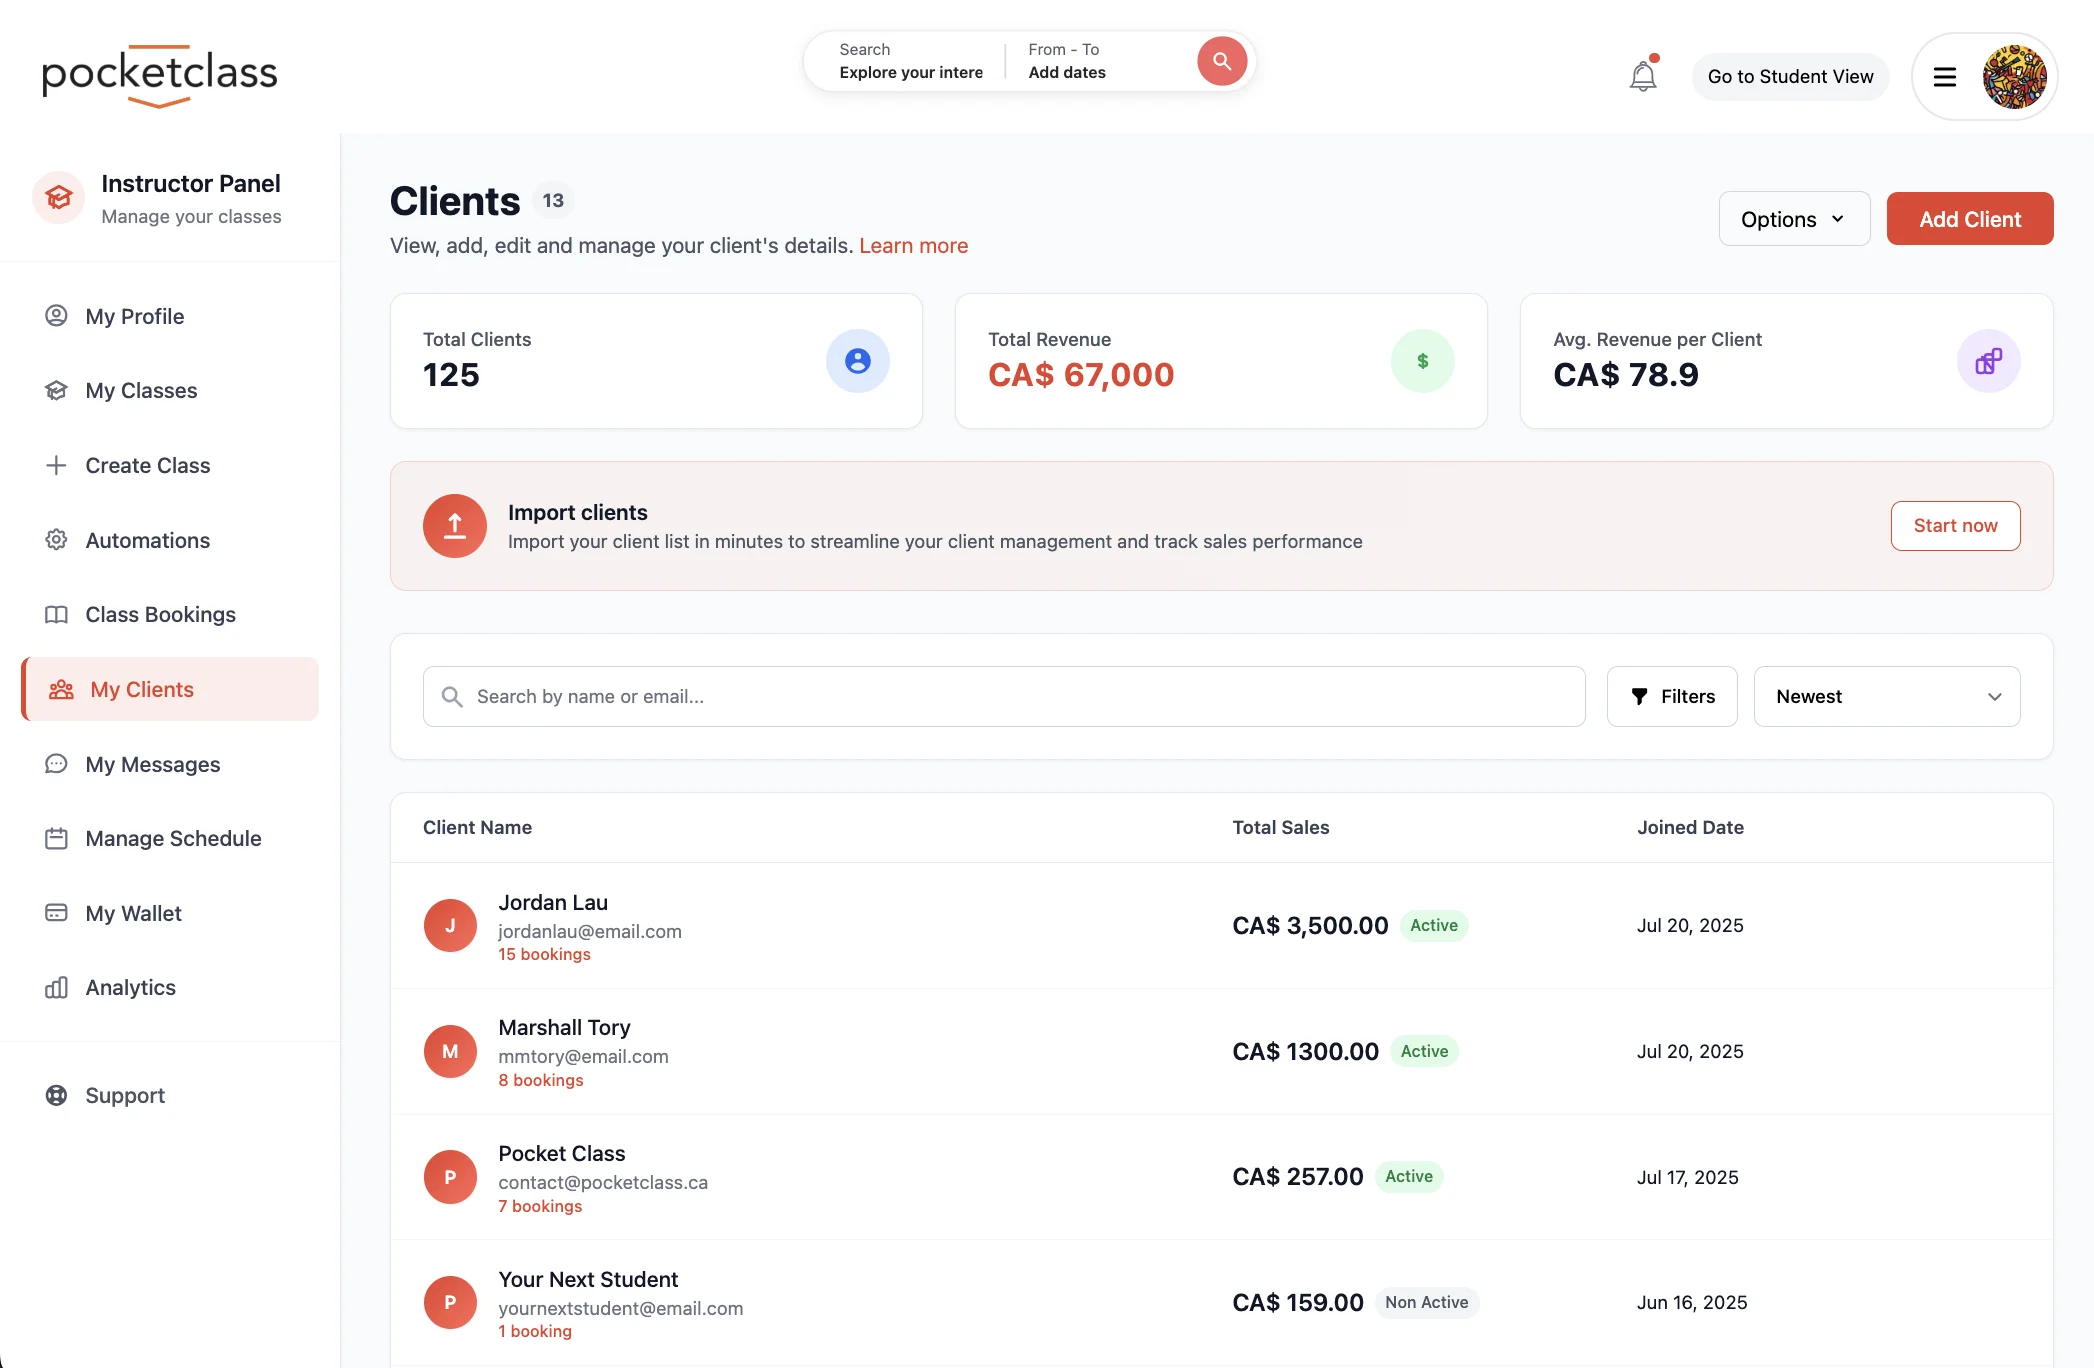 pocketclass
Search
Explore your intere
From - To
Add dates
Go to Student View
Instructor Panel
Manage your classes
My Profile
My Classes
Create Class
Automations
Class Bookings
My Clients
My Messages
Manage Schedule
My Wallet
Analytics
Support
Clients 13
View, add, edit and manage your client's details. Learn more
Options
Add Client
Total Clients
125
$
Total Revenue
CA$ 67,000
Avg. Revenue per Client
CA$ 78.9
Import clients
Import your client list in minutes to streamline your client management and track sales performance
Start now
Search by name or email...
Filters
Newest
Client Name Total Sales Joined Date
J
Jordan Lau
jordanlau@email.com
15 bookings
CA$ 3,500.00 Active Jul 20, 2025
M
Marshall Tory
mmtory@email.com
8 bookings
CA$ 1300.00 Active Jul 20, 2025
P
Pocket Class
contact@pocketclass.ca
7 bookings
CA$ 257.00 Active Jul 17, 2025
P
Your Next Student
yournextstudent@email.com
1 booking
CA$ 159.00 Non Active Jun 16, 2025